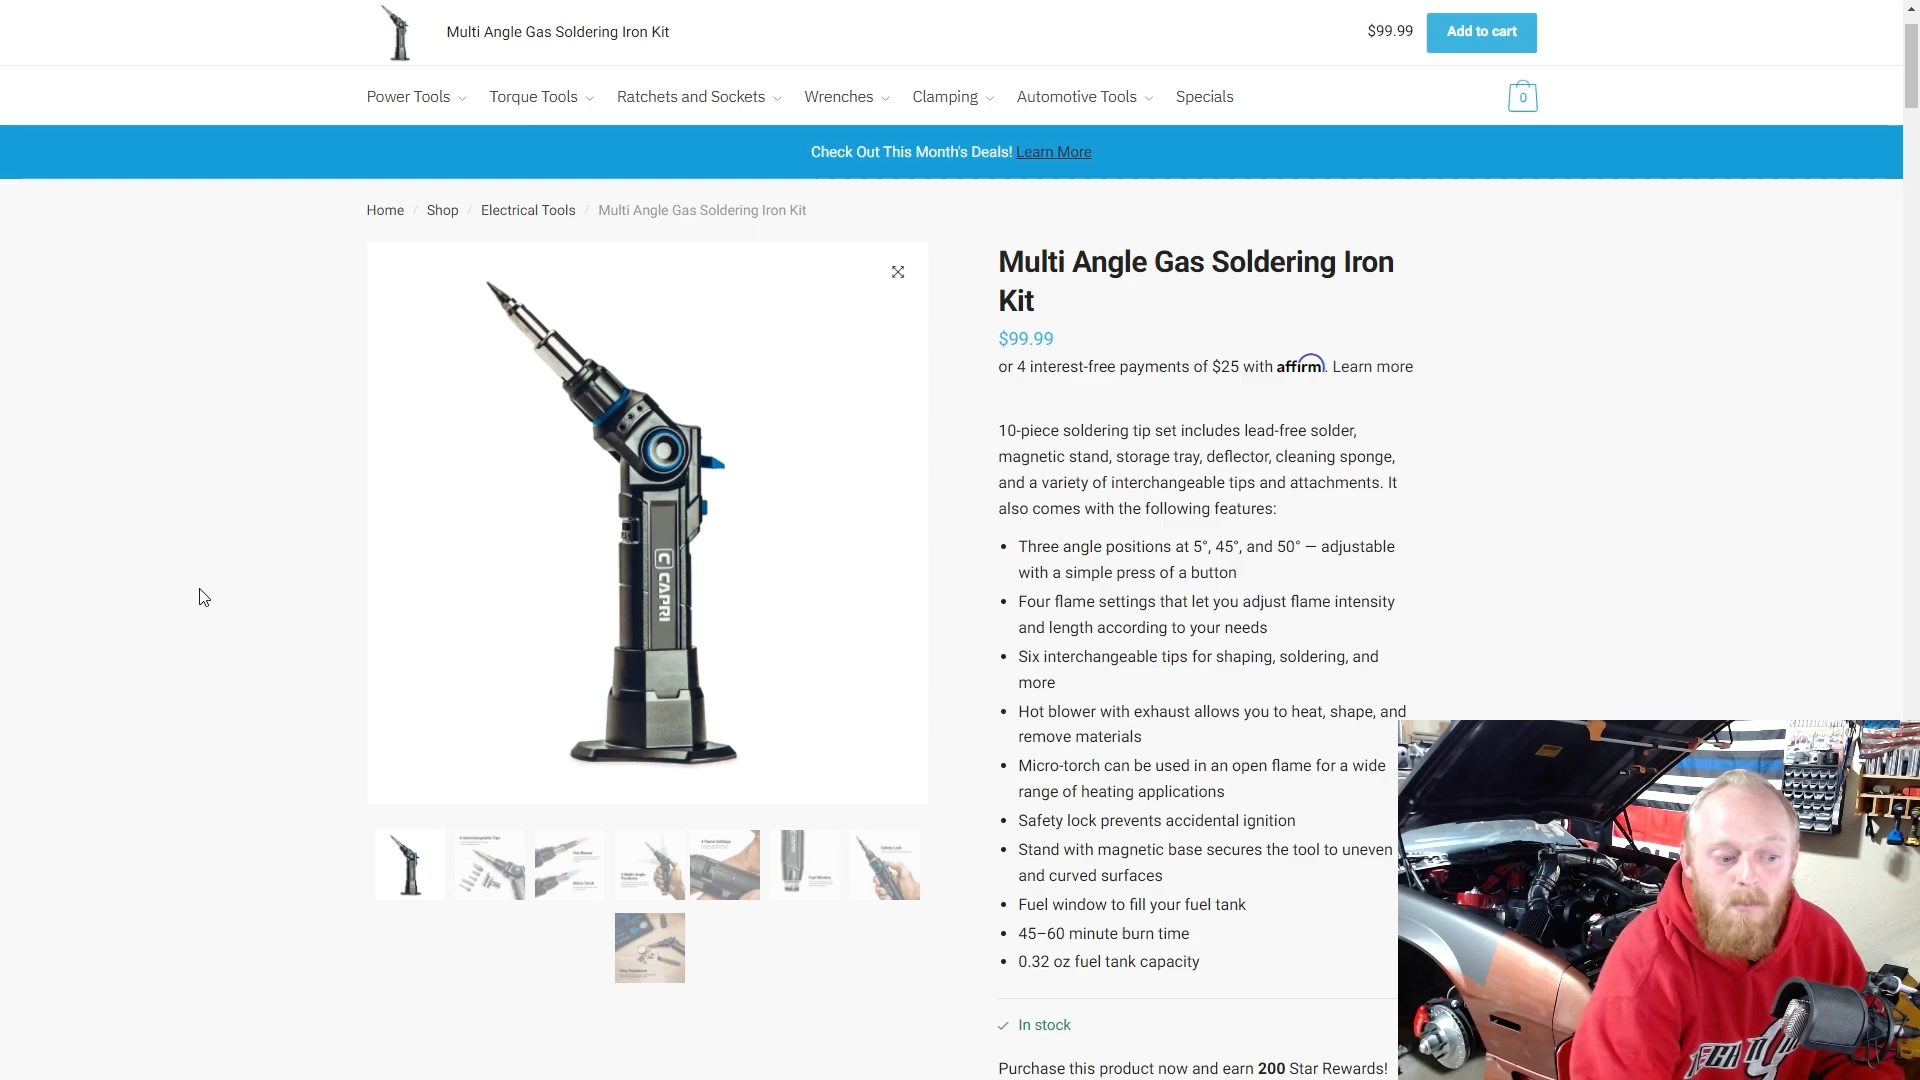 Multi Angle Gas Soldering Iron Kit
$99.99
Add to cart
Power Tools
Torque Tools
Ratchets and Sockets
Wrenches
Clamping
Automotive Tools
Specials
0
Check Out This Month's Deals! Learn More
Home / Shop / Electrical Tools / Multi Angle Gas Soldering Iron Kit
CAPRI
Multi Angle Gas Soldering Iron
Kit
$99.99
or 4 interest-free payments of $25 with affirm. Learn more
10-piece soldering tip set includes lead-free solder,
magnetic stand, storage tray, deflector, cleaning sponge,
and a variety of interchangeable tips and attachments. It
also comes with the following features:
• Three angle positions at 5°, 45°, and 50° — adjustable
with a simple press of a button
• Four flame settings that let you adjust flame intensity
and length according to your needs
• Six interchangeable tips for shaping, soldering, and
more
• Hot blower with exhaust allows you to heat, shape, and
remove materials
• Micro-torch can be used in an open flame for a wide
range of heating applications
• Safety lock prevents accidental ignition
• Stand with magnetic base secures the tool to uneven
and curved surfaces
• Fuel window to fill your fuel tank
• 45–60 minute burn time
• 0.32 oz fuel tank capacity
In stock
Purchase this product now and earn 200 Star Rewards!